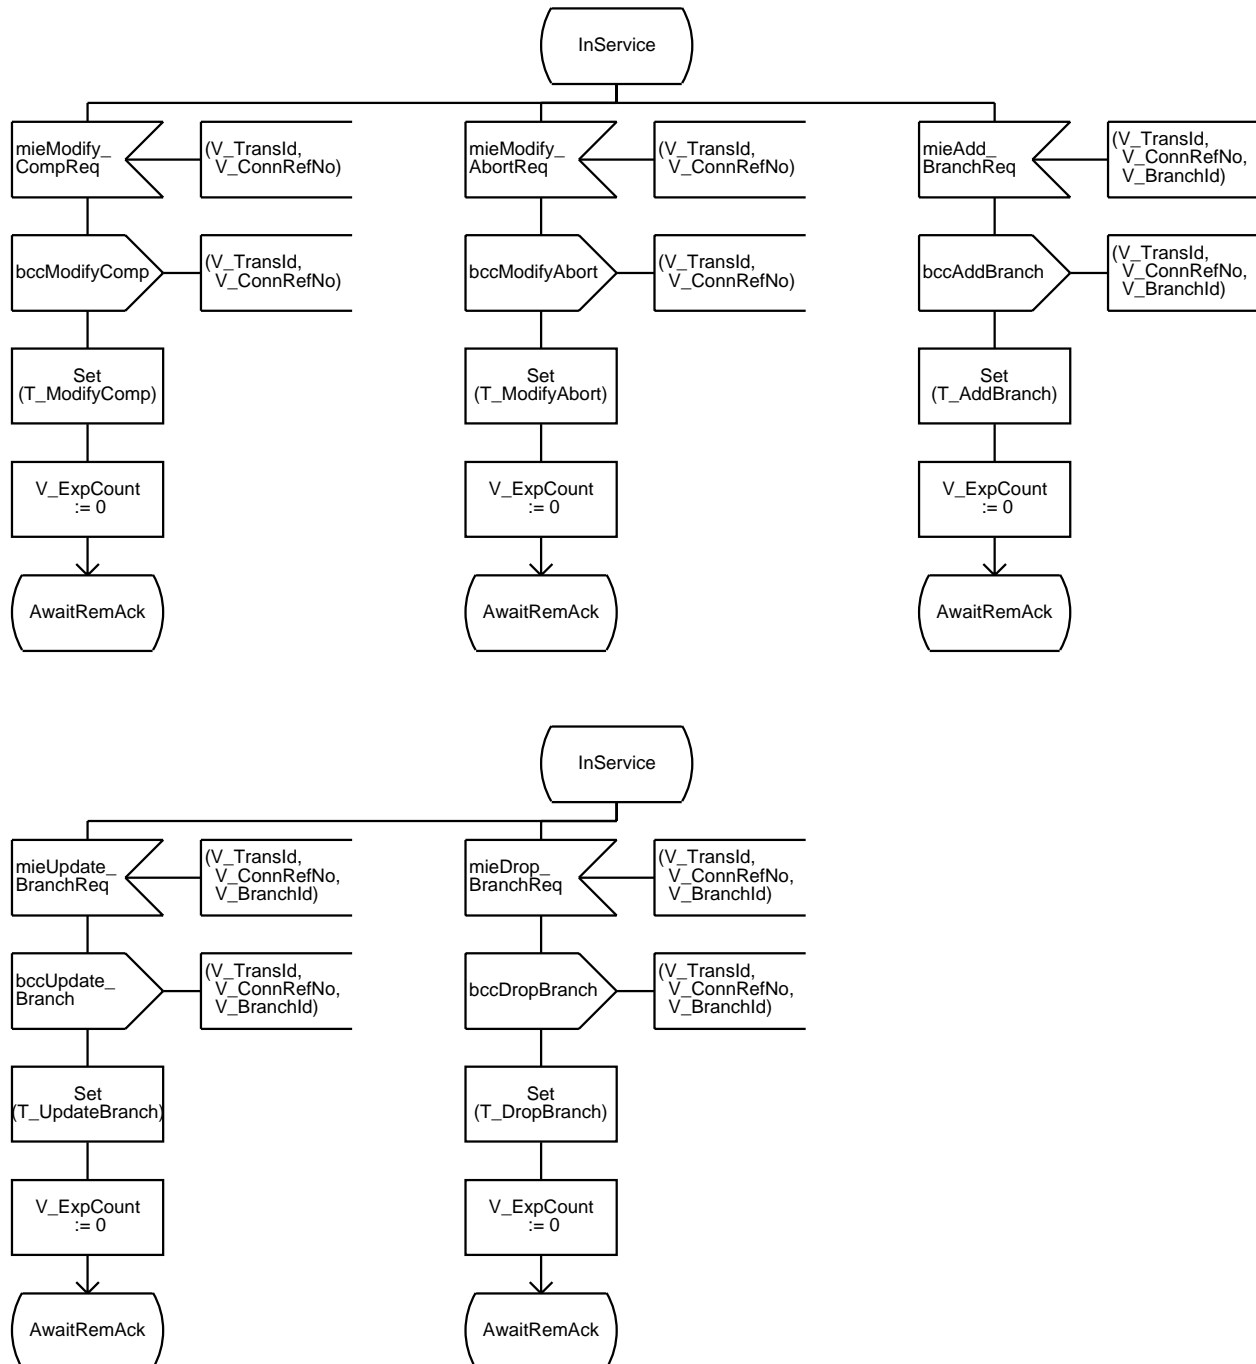 InService
mieModify_
CompReq
(V_TransId,
V_ConnRefNo)
mieModify_
AbortReq
(V_TransId,
V_ConnRefNo)
mieAdd_
BranchReq
(V_TransId,
V_ConnRefNo,
V_BranchId)
bccModifyComp
(V_TransId,
V_ConnRefNo)
bccModifyAbort
(V_TransId,
V_ConnRefNo)
bccAddBranch
(V_TransId,
V_ConnRefNo,
V_BranchId)
Set
(T_ModifyComp)
Set
(T_ModifyAbort)
Set
(T_AddBranch)
V_ExpCount
:= 0
V_ExpCount
:= 0
V_ExpCount
:= 0
AwaitRemAck
AwaitRemAck
AwaitRemAck
InService
mieUpdate_
BranchReq
(V_TransId,
V_ConnRefNo,
V_BranchId)
mieDrop_
BranchReq
(V_TransId,
V_ConnRefNo,
V_BranchId)
bccUpdate_
Branch
(V_TransId,
V_ConnRefNo,
V_BranchId)
bccDropBranch
(V_TransId,
V_ConnRefNo,
V_BranchId)
Set
(T_UpdateBranch)
Set
(T_DropBranch)
V_ExpCount
:= 0
V_ExpCount
:= 0
AwaitRemAck
AwaitRemAck